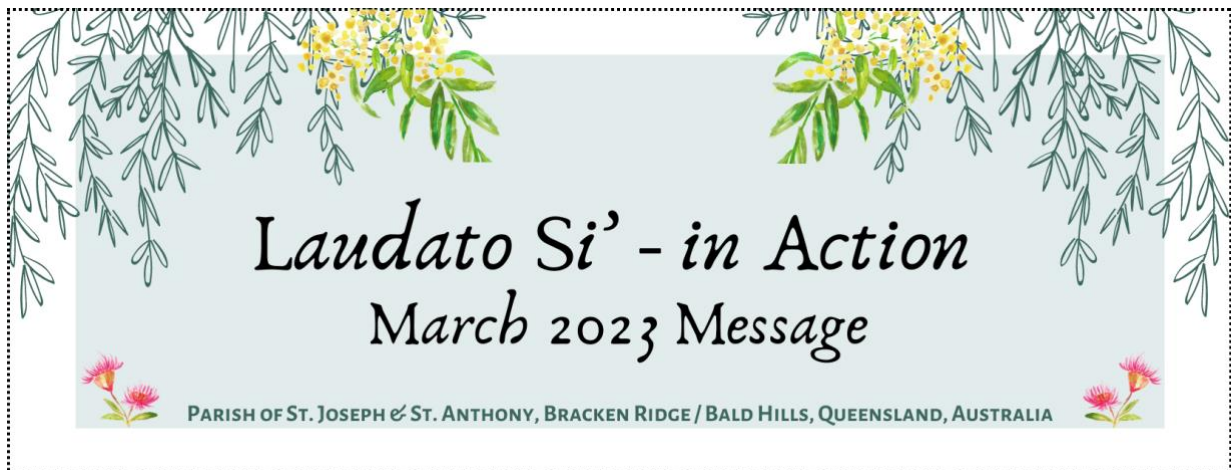 Laudato Si’ - in Action
March 2023 Message
Parish of St. Joseph & St. Anthony, Bracken Ridge / Bald Hills, Queensland, Australia